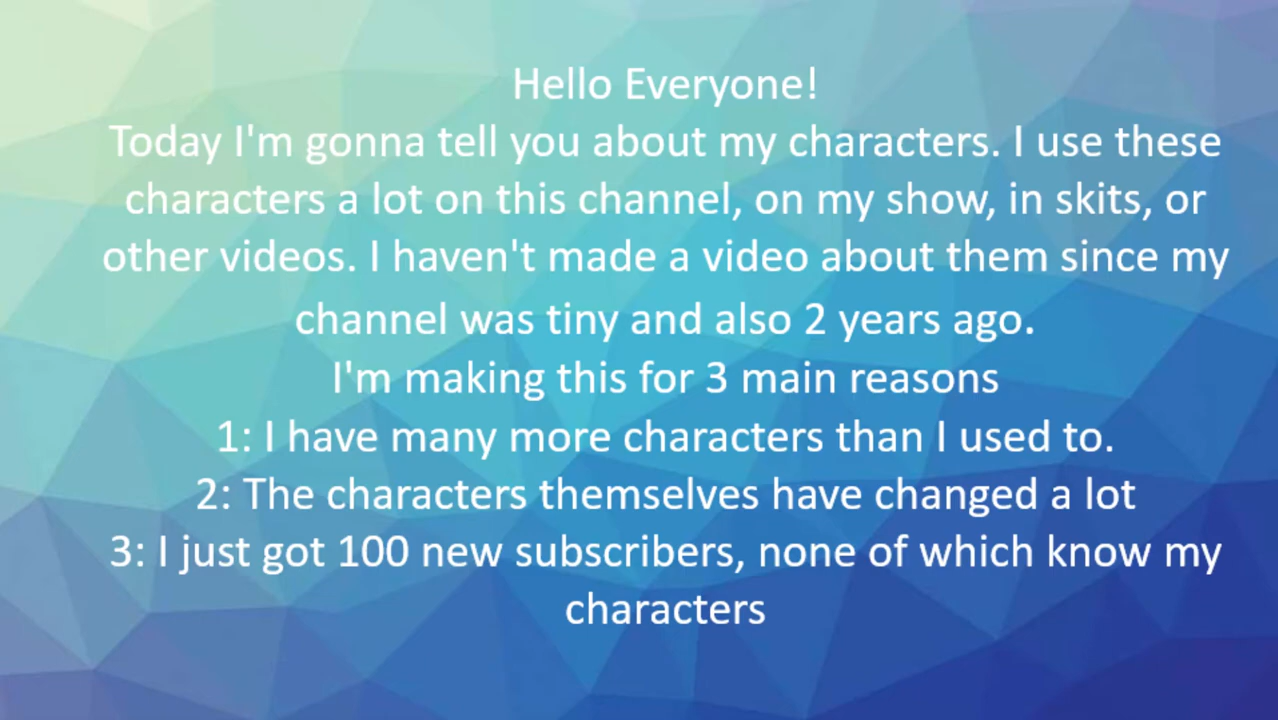 Hello Everyone!
Today I'm gonna tell you about my characters. I use these
characters a lot on this channel, on my show, in skits, or
other videos. I haven't made a video about them since my
channel was tiny and also 2 years ago.
I'm making this for 3 main reasons
1: I have many more characters than I used to.
2: The characters themselves have changed a lot
3: I just got 100 new subscribers, none of which know my
characters